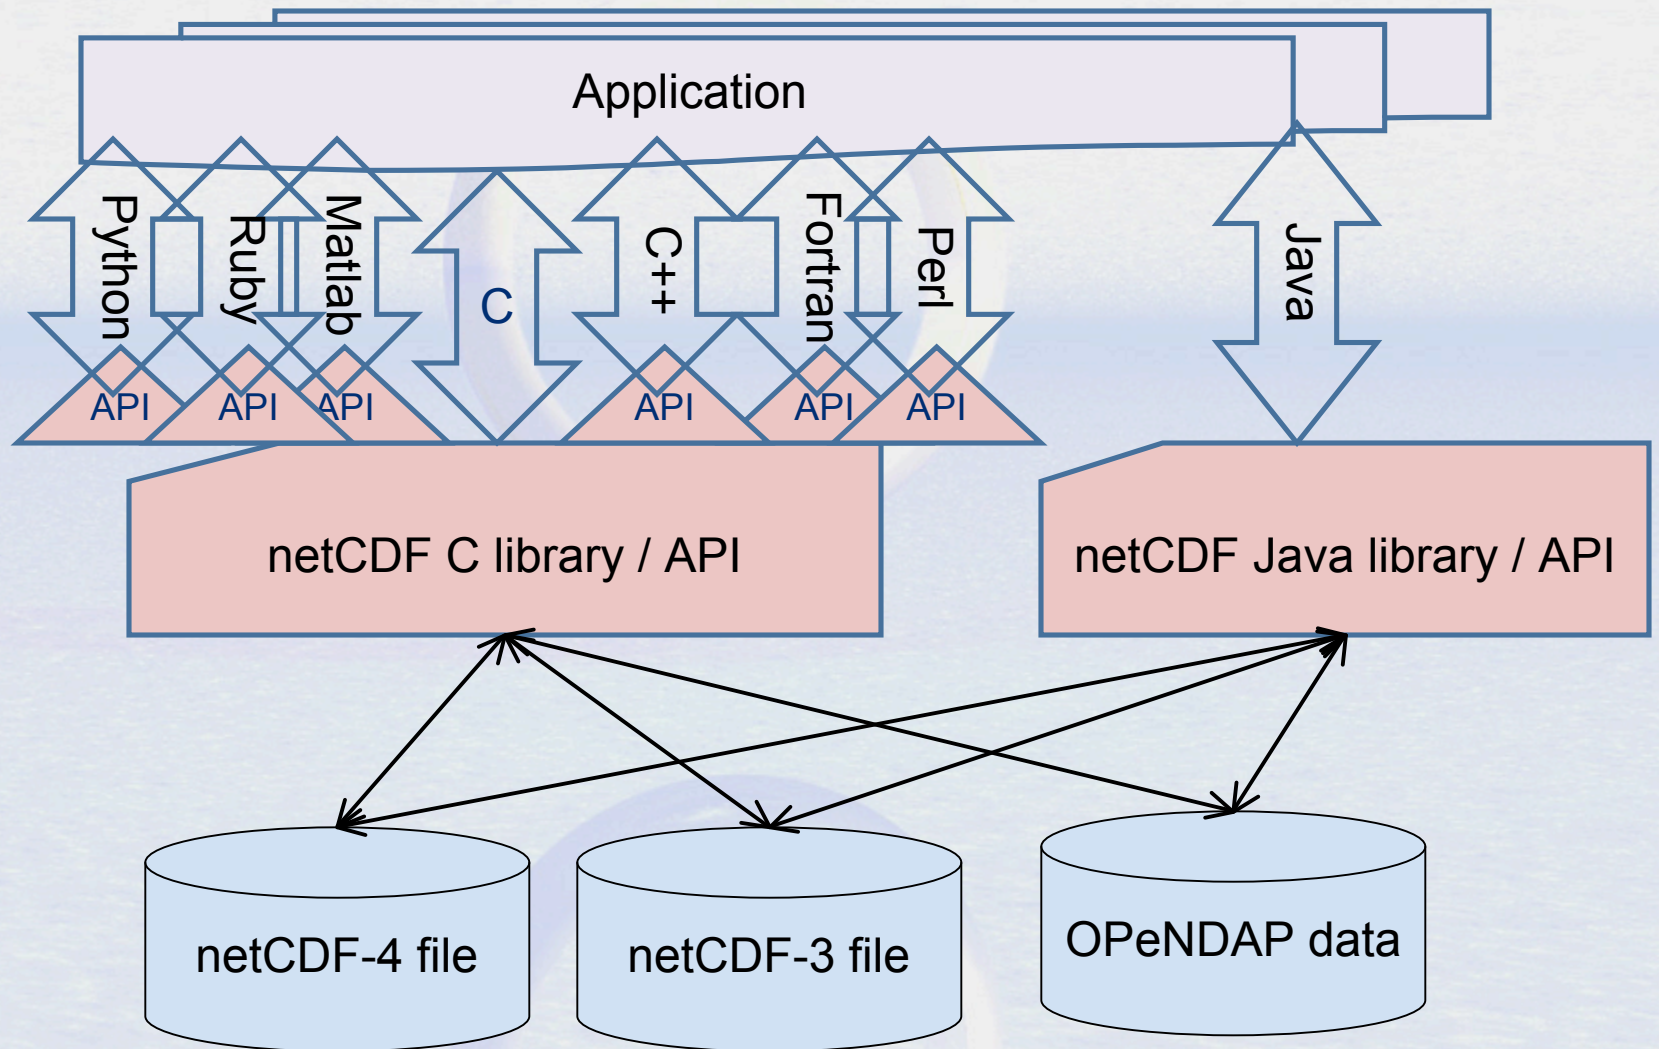 Application
Python
Ruby
Matlab
C
C++
Fortran
Perl
Java
API
API
API
API
API
API
netCDF C library / API
netCDF Java library / API
netCDF-4 file
netCDF-3 file
OPeNDAP data